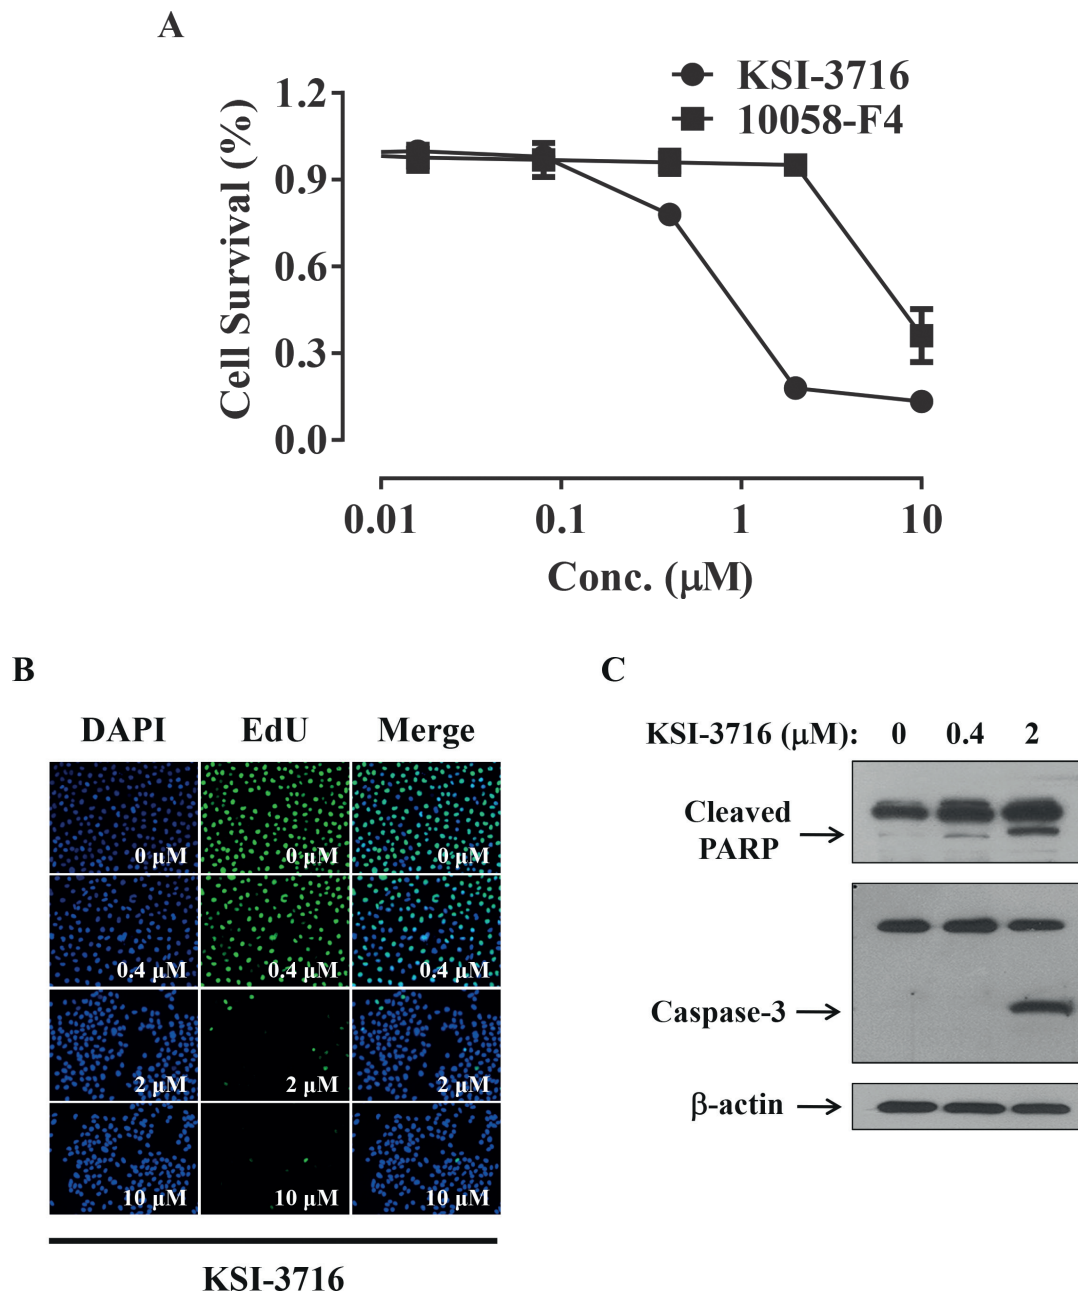 A
KSI-3716
10058-F4
Cell Survival (%)
1.2
0.9
0.6
0.3
0.0
0.01 0.1 1 10
Conc. (μM)
B
DAPI EdU Merge
0 μM 0 μM 0 μM
0.4 μM 0.4 μM 0.4 μM
2 μM 2 μM 2 μM
10 μM 10 μM 10 μM
KSI-3716
C
KSI-3716 (μM): 0 0.4 2
Cleaved
PARP
Caspase-3
β-actin